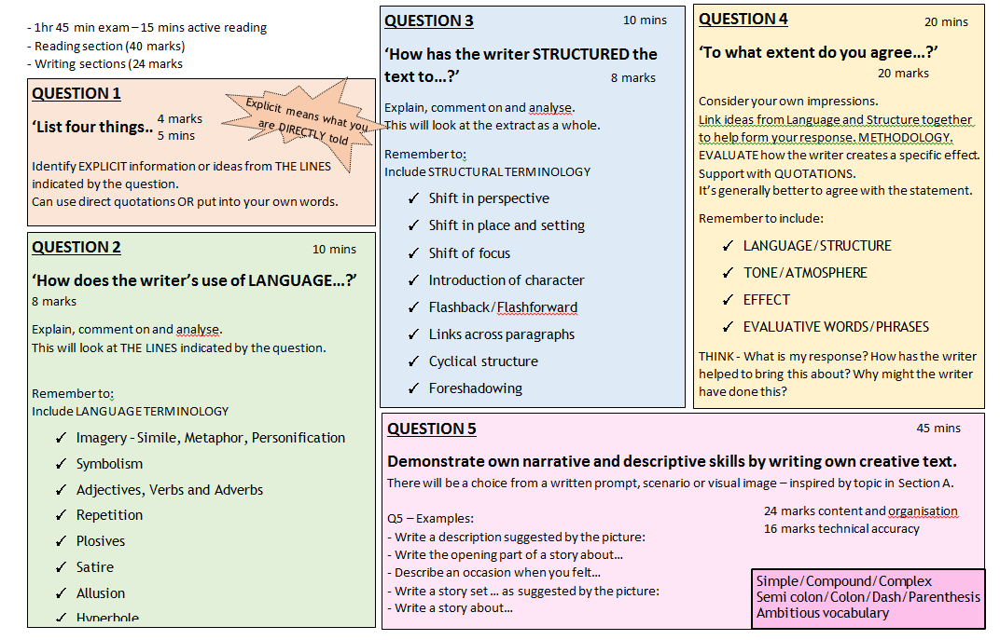 - 1hr 45 min exam – 15 mins active reading
- Reading section (40 marks)
- Writing sections (24 marks
QUESTION 1
‘List four things..
4 marks
5 mins
Explicit means what you
are DIRECTLY told
Identify EXPLICIT information or ideas from THE LINES
indicated by the question.
Can use direct quotations OR put into your own words.
QUESTION 2
10 mins
‘How does the writer’s use of LANGUAGE…?’
8 marks
Explain, comment on and analyse.
This will look at THE LINES indicated by the question.
Remember to;
Include LANGUAGE TERMINOLOGY
✓ Imagery - Simile, Metaphor, Personification
✓ Symbolism
✓ Adjectives, Verbs and Adverbs
✓ Repetition
✓ Plosives
✓ Satire
✓ Allusion
✓ Hyperbole
QUESTION 3
10 mins
‘How has the writer STRUCTURED the
text to…?’
8 marks
Explain, comment on and analyse.
This will look at the extract as a whole.
Remember to;
Include STRUCTURAL TERMINOLOGY
✓ Shift in perspective
✓ Shift in place and setting
✓ Shift of focus
✓ Introduction of character
✓ Flashback/Flashforward
✓ Links across paragraphs
✓ Cyclical structure
✓ Foreshadowing
QUESTION 4
20 mins
‘To what extent do you agree…?’
20 marks
Consider your own impressions.
Link ideas from Language and Structure together
to help form your response. METHODOLOGY.
EVALUATE how the writer creates a specific effect.
Support with QUOTATIONS.
It’s generally better to agree with the statement.
Remember to include:
✓ LANGUAGE/STRUCTURE
✓ TONE/ATMOSPHERE
✓ EFFECT
✓ EVALUATIVE WORDS/PHRASES
THINK - What is my response? How has the writer
helped to bring this about? Why might the writer
have done this?
QUESTION 5
45 mins
Demonstrate own narrative and descriptive skills by writing own creative text.
There will be a choice from a written prompt, scenario or visual image – inspired by topic in Section A.
Q5 – Examples:
- Write a description suggested by the picture:
- Write the opening part of a story about…
- Describe an occasion when you felt…
- Write a story set … as suggested by the picture:
- Write a story about…
24 marks content and organisation
16 marks technical accuracy
Simple/Compound/Complex
Semi colon/Colon/Dash/Parenthesis
Ambitious vocabulary